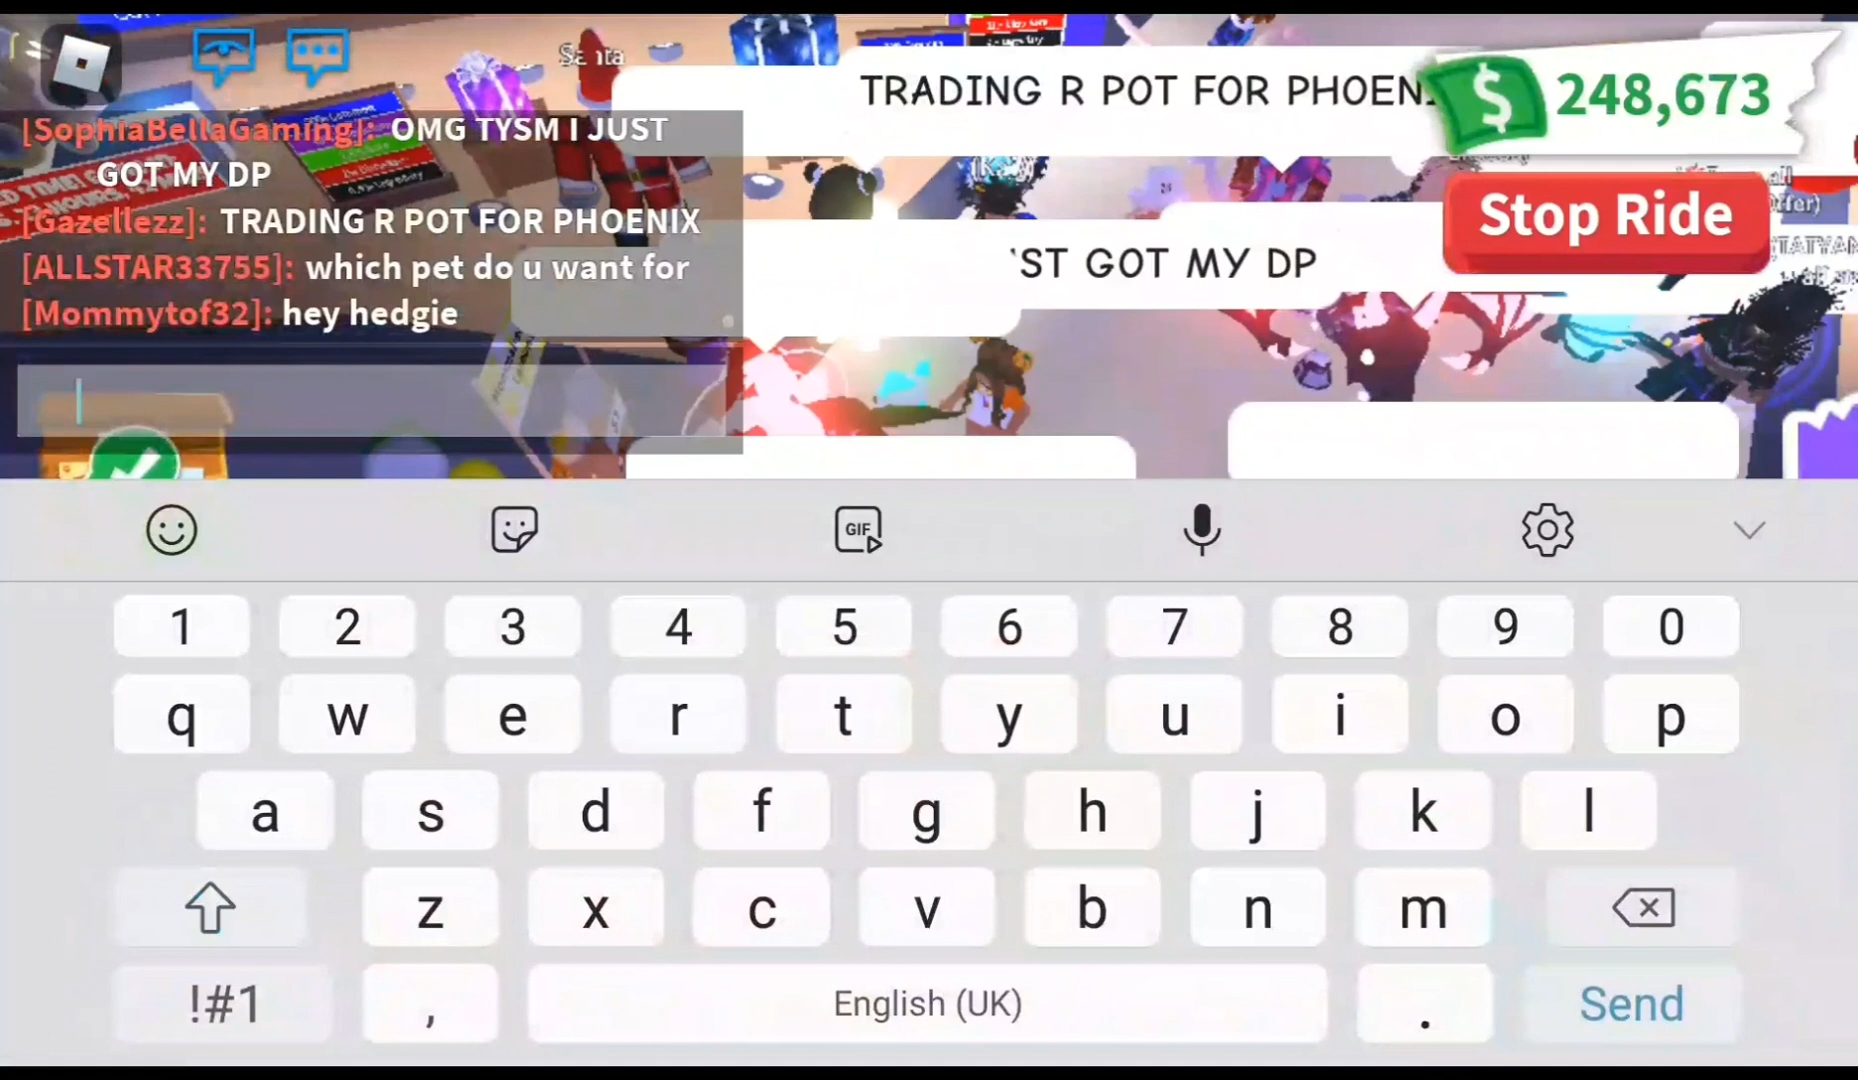 Santa
TRADING R POT FOR PHOEN
248,673
[SophiaBellaGaming]: OMG TYSM I JUST
GOT MY DP
[Gazellezz]: TRADING R POT FOR PHOENIX
[ALLSTAR33755]: which pet do u want for
[Mommytof32]: hey hedgie
Stop Ride
ST GOT MY DP
GIF
1 2 3 4 5 6 7 8 9 0
q w e r t y u i o p
a s d f g h j k l
z x c v b n m
!#1 , English (UK) . Send